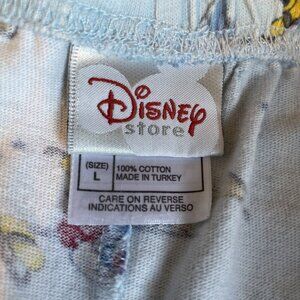 Disney
store
(SIZE)
L
100% COTTON
MADE IN TURKEY
CARE ON REVERSE
INDICATIONS AU VERSO